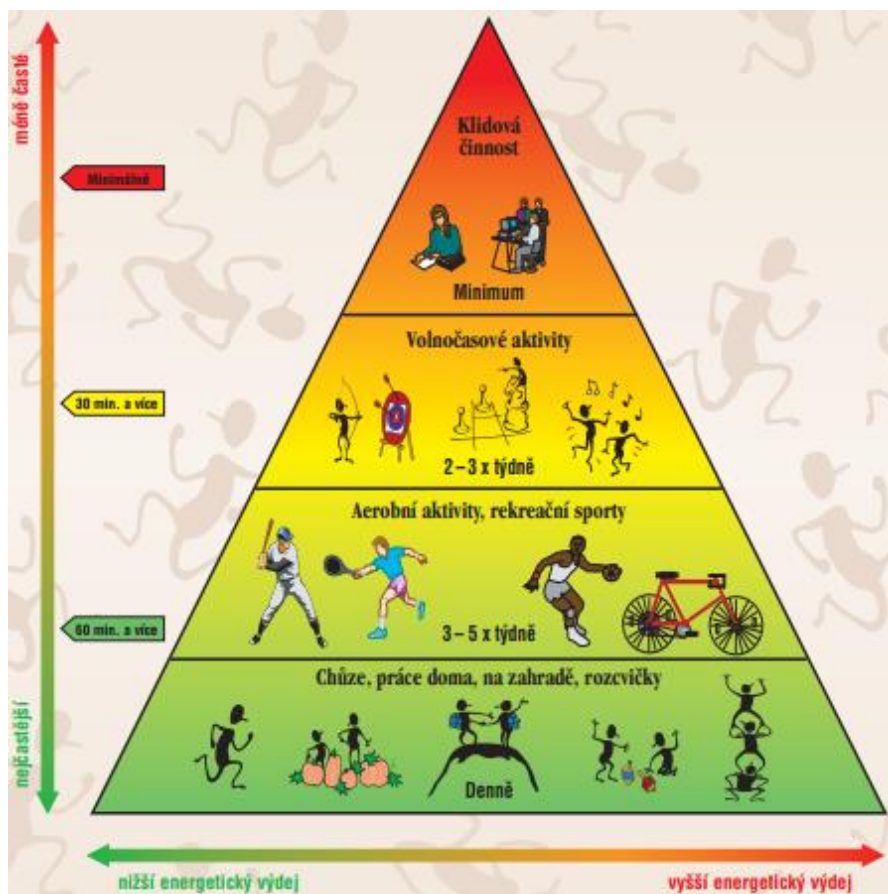 méně časté
Klidová
činnost
Minimálně
Minimum
Volnočasové aktivity
30 min. a více
2 – 3 x týdně
Aerobní aktivity, rekreační sporty
60 min. a více
3 – 5 x týdně
Chůze, práce doma, na zahradě, rozcvičky
nejčastější
Denně
nižší energetický výdej
vyšší energetický výdej